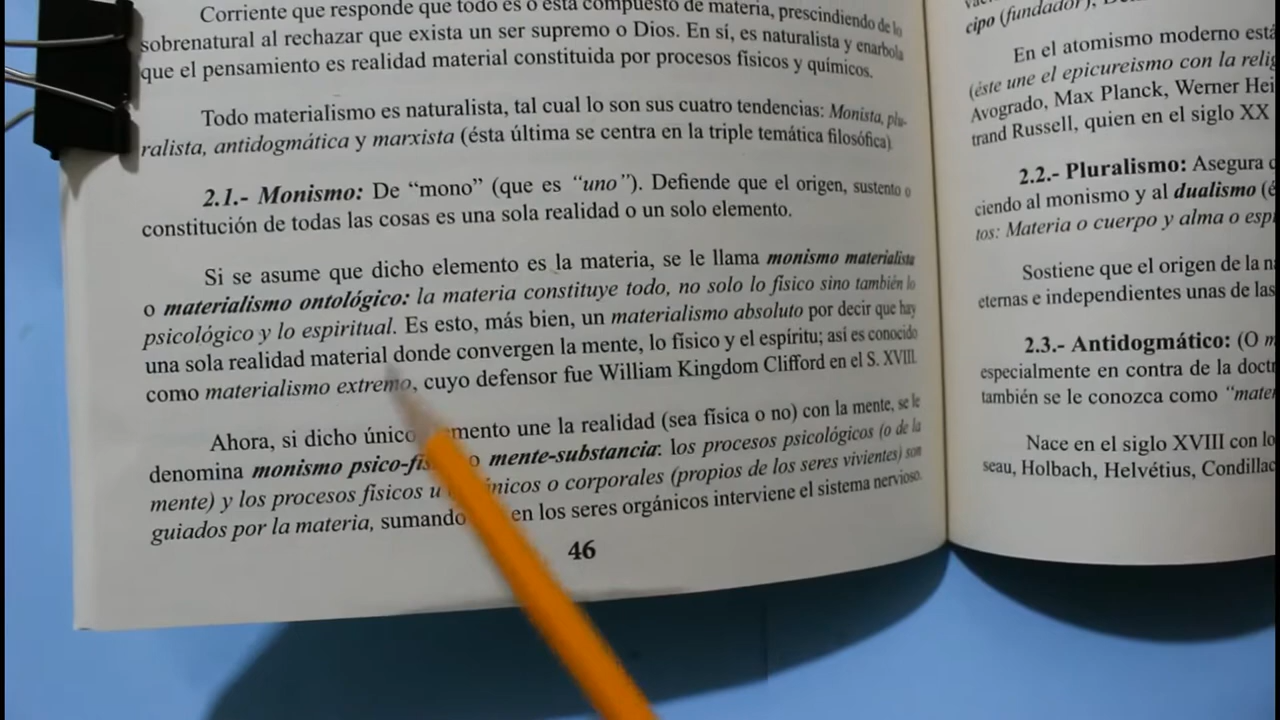 Corriente que responde que todo es o está compuesto de materia, prescindiendo de lo
sobrenatural al rechazar que exista un ser supremo o Dios. En sí, es naturalista y enarbola
que el pensamiento es realidad material constituida por procesos físicos y químicos.
Todo materialismo es naturalista, tal cual lo son sus cuatro tendencias: Monista, plu-
ralista, antidogmática y marxista (ésta última se centra en la triple temática filosófica).
2.1.- Monismo: De “mono” (que es “uno”). Defiende que el origen, sustento o
constitución de todas las cosas es una sola realidad o un solo elemento.
Si se asume que dicho elemento es la materia, se le llama monismo materialista
o materialismo ontológico: la materia constituye todo, no solo lo físico sino también lo
psicológico y lo espiritual. Es esto, más bien, un materialismo absoluto por decir que hay
una sola realidad material donde convergen la mente, lo físico y el espíritu; así es conocido
como materialismo extremo, cuyo defensor fue William Kingdom Clifford en el S. XVIII.
Ahora, si dicho único une la realidad (sea física o no) con la mente, se le
denomina monismo o mente-substancia: los procesos psicológicos (o de la
mente) y los procesos físicos u o corporales (propios de los seres vivientes) son
guiados por la materia, sumando en los seres orgánicos interviene el sistema nervioso.
46
cipo (fundador),
En el atomismo moderno está
(éste une el epicureismo con la
Avogrado, Max Planck, Werner
trand Russell, quien en el siglo XX
2.2.- Pluralismo: Asegura
ciendo al monismo y al dualismo
tos: Materia o cuerpo y alma o
Sostiene que el origen de la
eternas e independientes unas de las
2.3.- Antidogmático: (O
especialmente en contra de la
también se le conozca como
Nace en el siglo XVIII con
seau, Holbach, Helvétius,